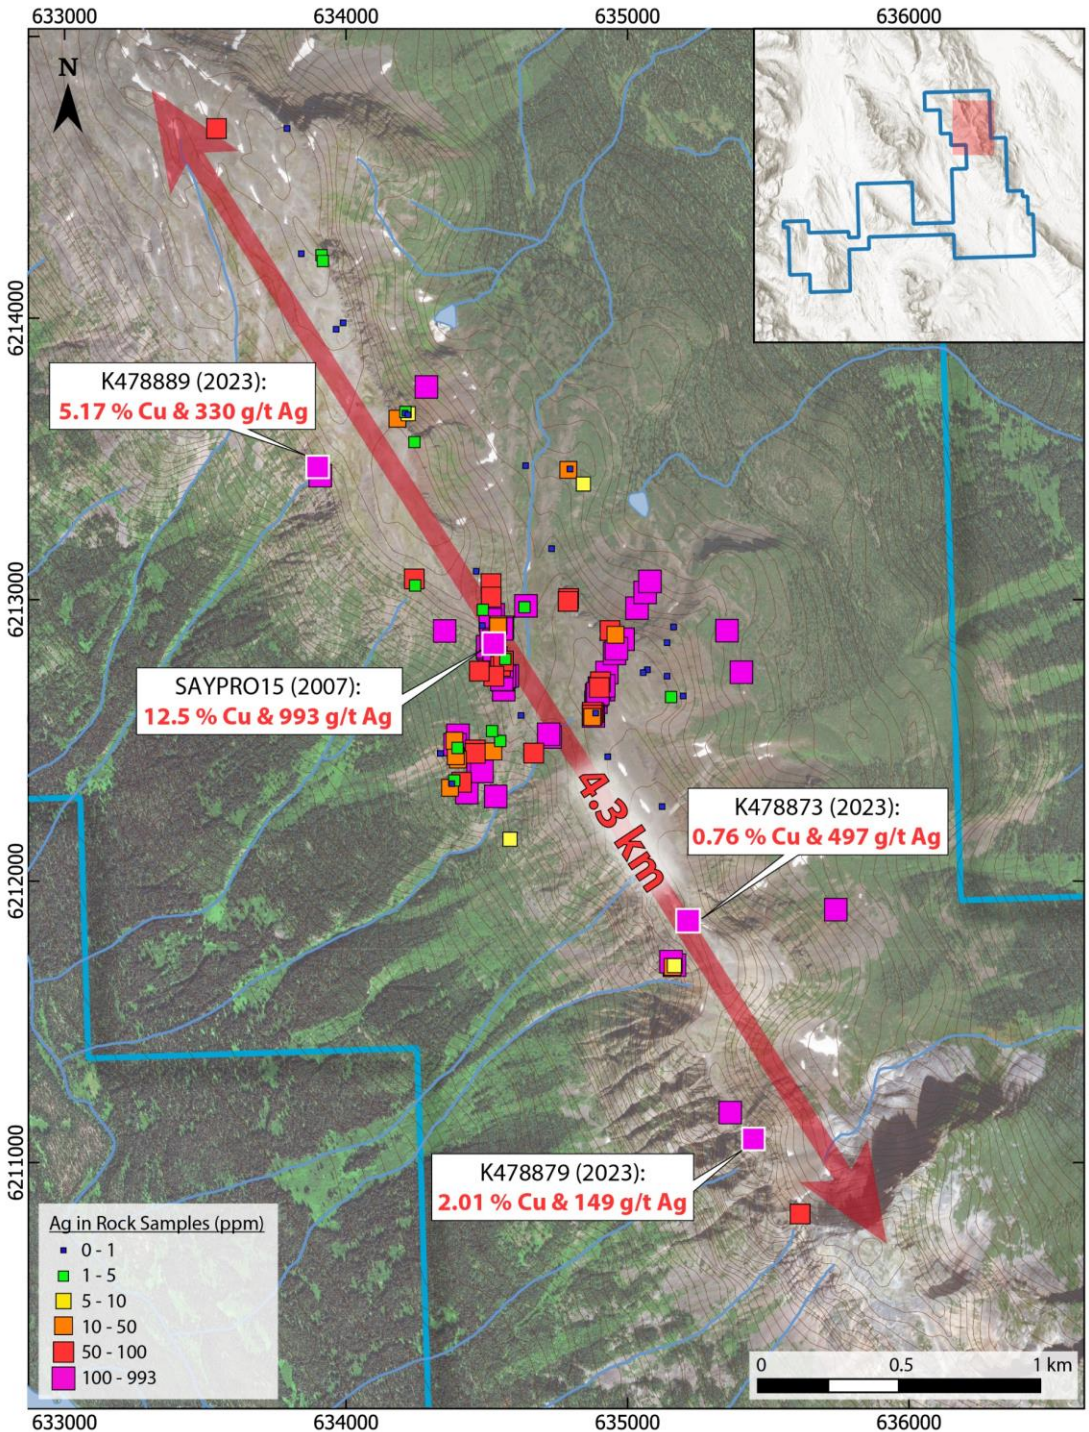 633000 634000 635000 636000
N
6214000
K478889 (2023):
5.17 % Cu & 330 g/t Ag
6213000
SAYPRO15 (2007):
12.5 % Cu & 993 g/t Ag
4.3 km
K478873 (2023):
0.76 % Cu & 497 g/t Ag
6212000
6211000
K478879 (2023):
2.01 % Cu & 149 g/t Ag
Ag in Rock Samples (ppm)
0 - 1
1 - 5
5 - 10
10 - 50
50 - 100
100 - 993
0 0.5 1 km
633000 634000 635000 636000